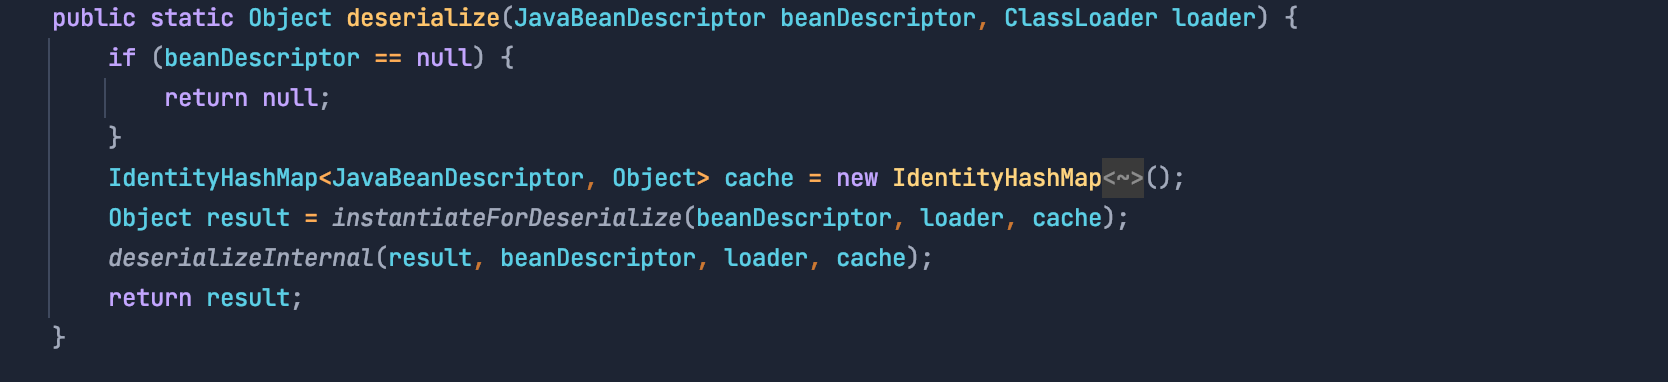 public static Object deserialize(JavaBeanDescriptor beanDescriptor, ClassLoader loader) {
if (beanDescriptor == null) {
return null;
}
IdentityHashMap<JavaBeanDescriptor, Object> cache = new IdentityHashMap<~>();
Object result = instantiateForDeserialize(beanDescriptor, loader, cache);
deserializeInternal(result, beanDescriptor, loader, cache);
return result;
}